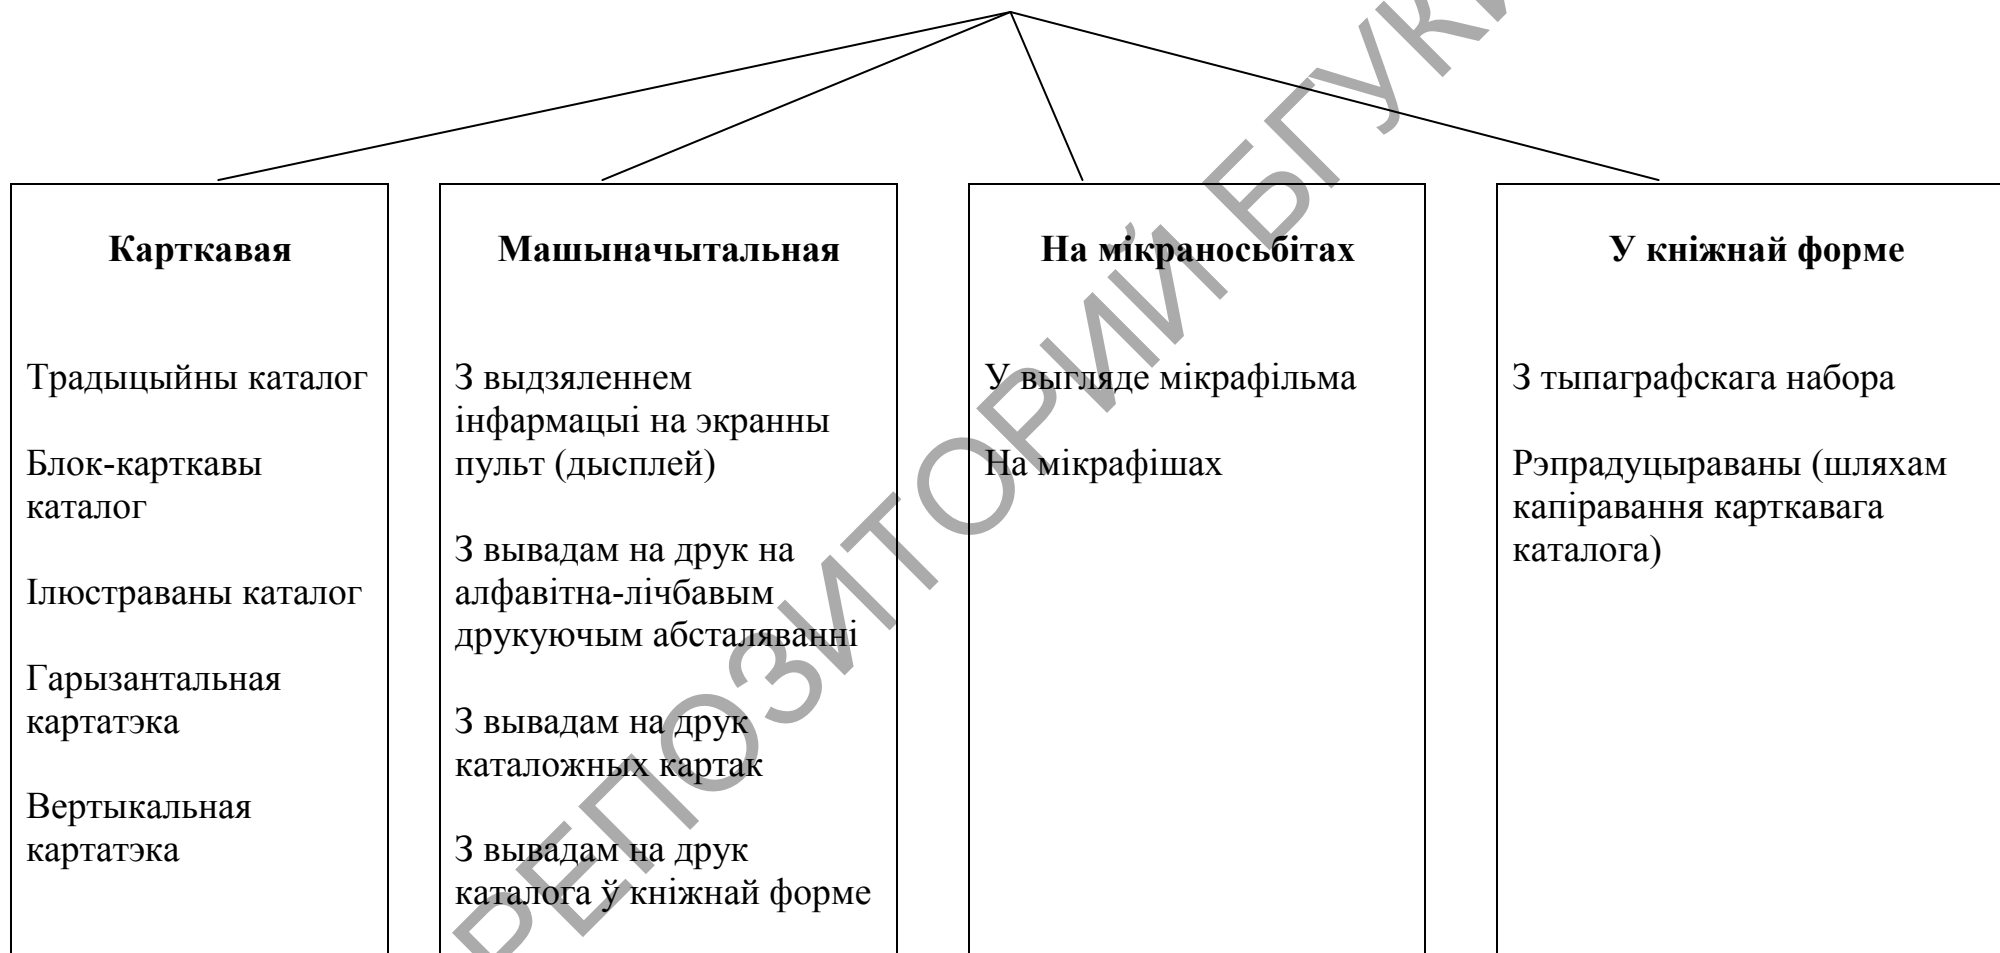 Карткавая
Традыцыйны каталог
Блок-карткавы
каталог
Ілюстраваны каталог
Гарызантальная
картатэка
Вертыкальная
картатэка
Машыначытальная
З выдзяленнем
інфармацыі на экранны
пульт (дысплей)
З вывадам на друк на
алфавітна-лічбавым
друкуючым абсталяванні
З вывадам на друк
каталожных картак
З вывадам на друк
каталога ў кніжнай форме
На мікраносьбітах
У выглядзе мікрафільма
На мікрафішах
У кніжнай форме
З тыпаграфскага набора
Рэпрадуцыраваны (шляхам
капіравання карткавага
каталога)
РЕПОЗИТОРИЙ БГУКИ